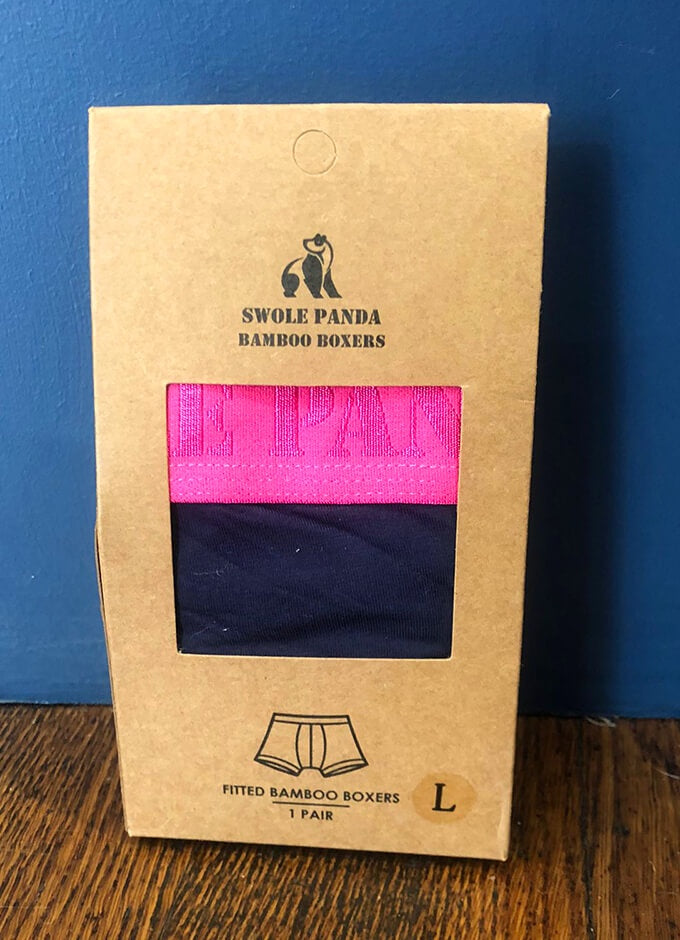 SWOLE PANDA
BAMBOO BOXERS
E PAN
FITTED BAMBOO BOXERS
1 PAIR
L